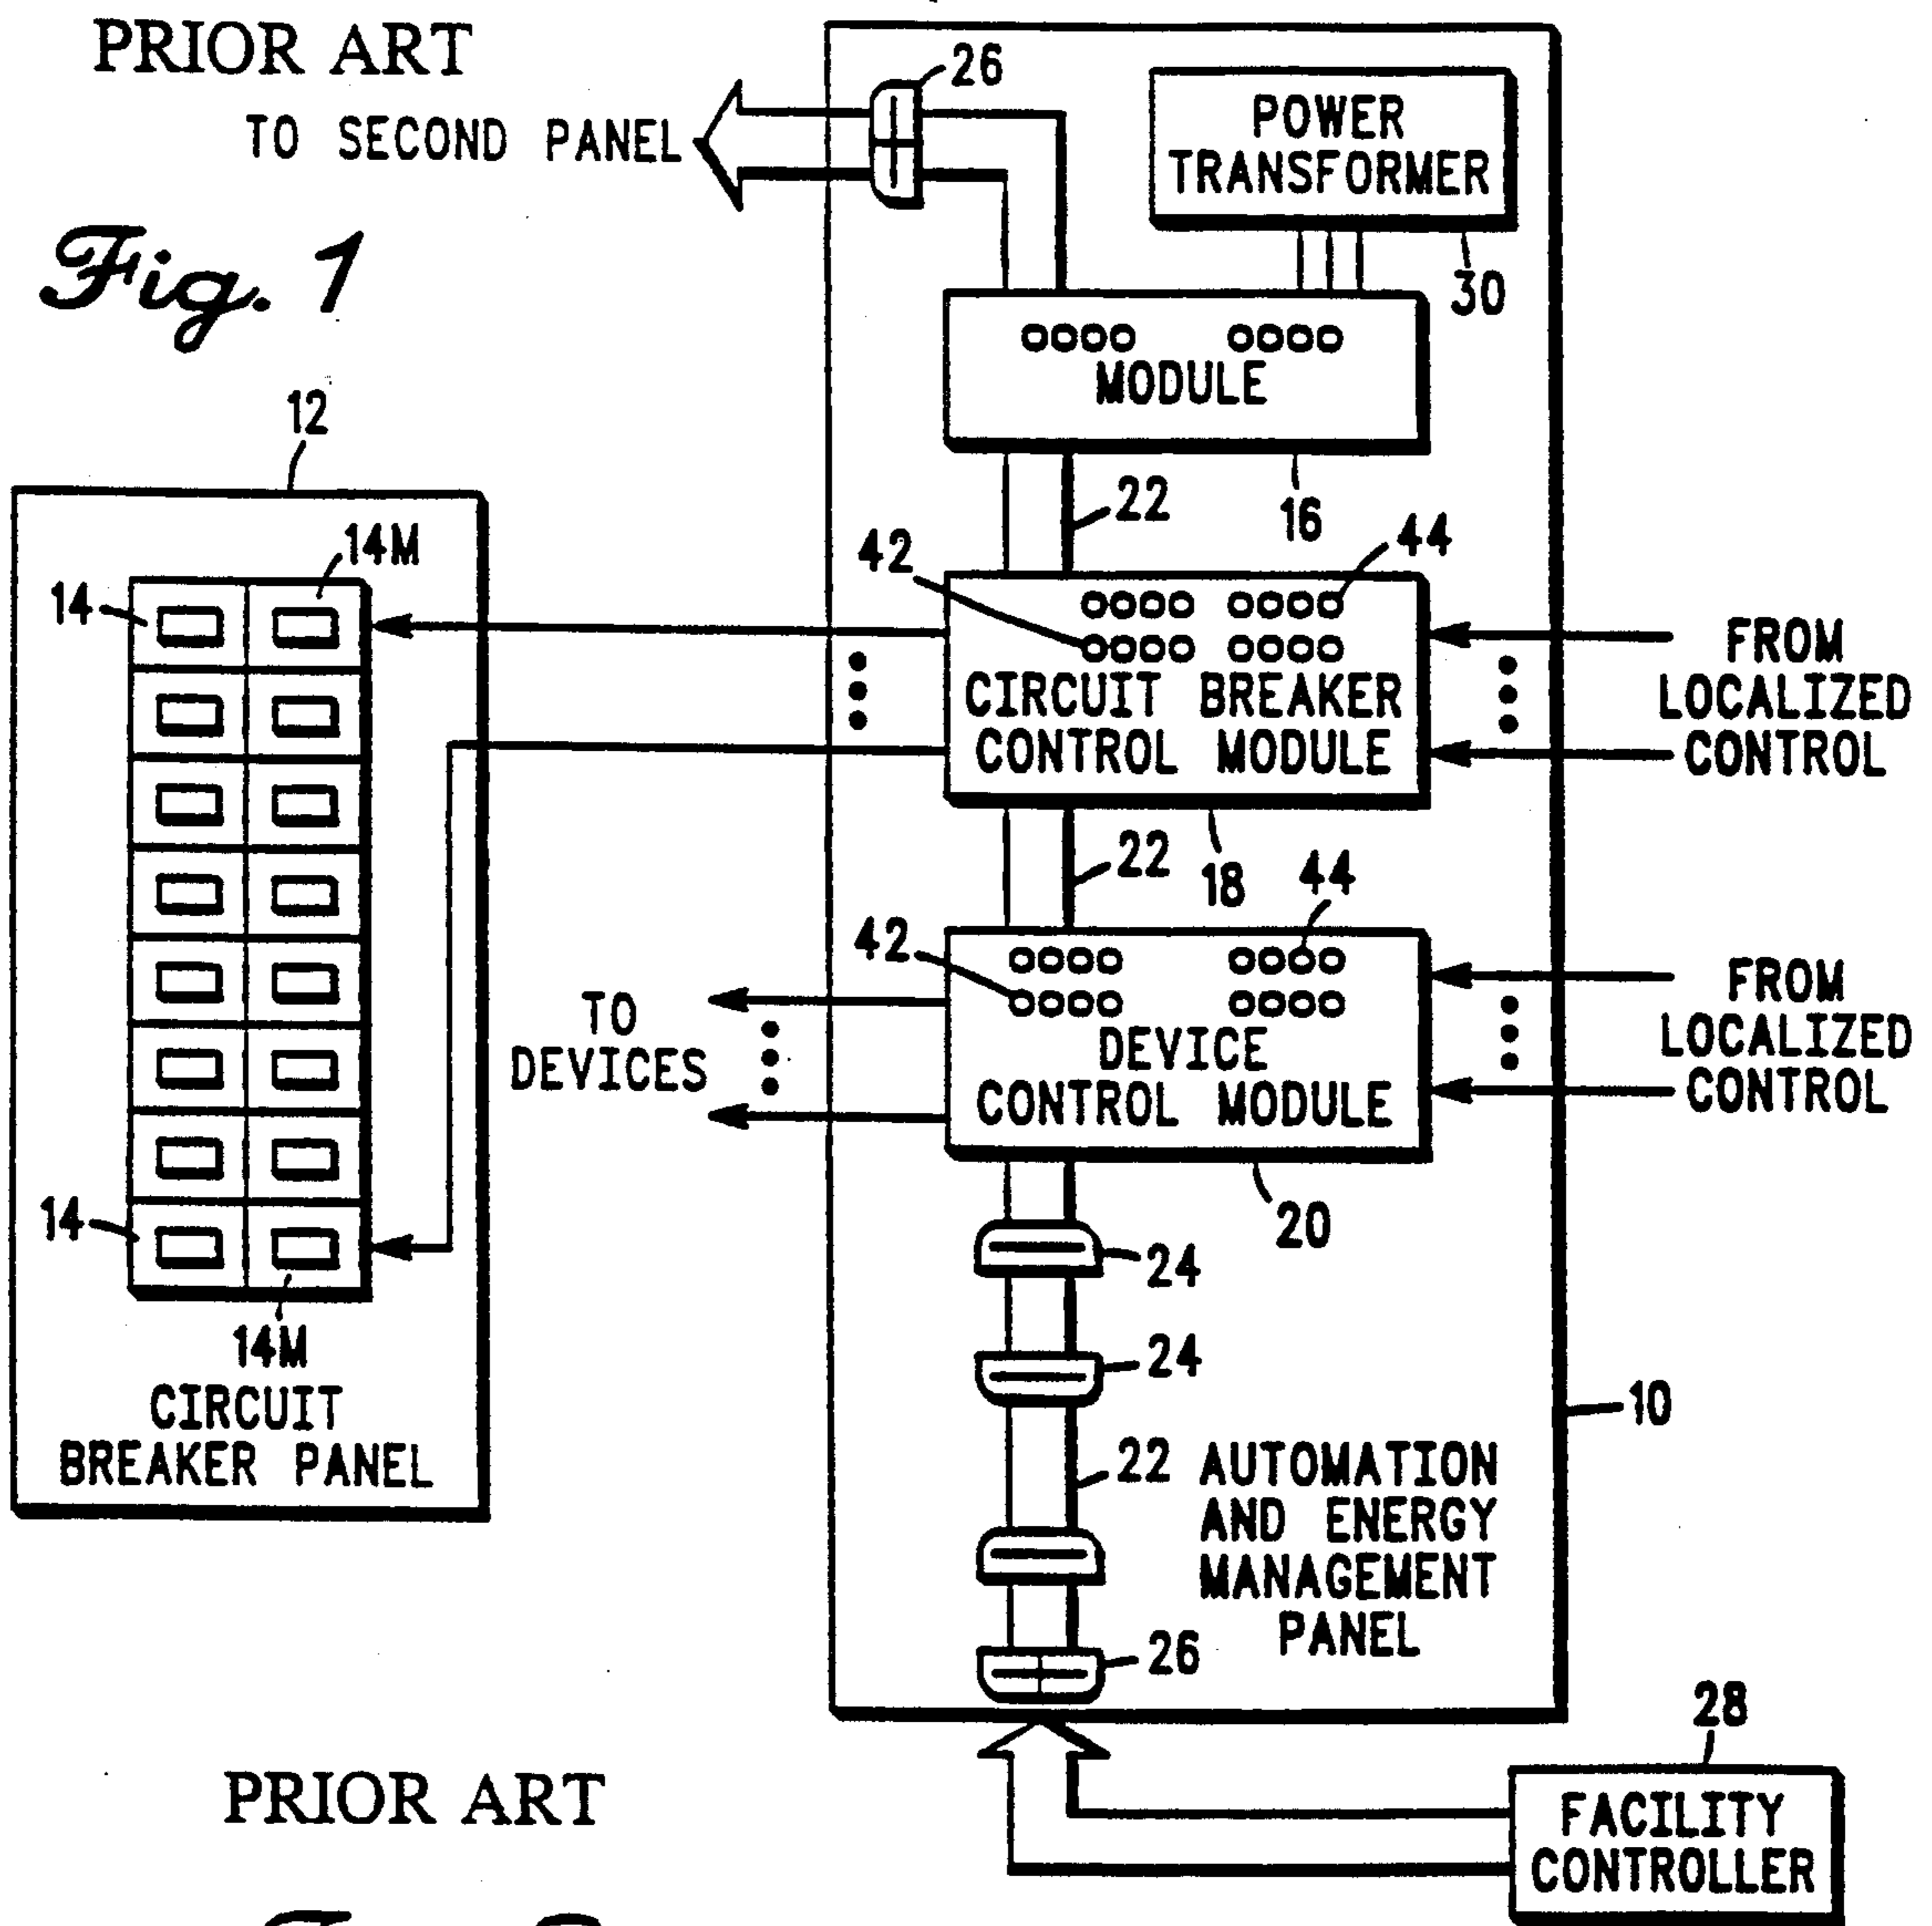 PRIOR ART
TO SECOND PANEL
Fig. 1
26
POWER
TRANSFORMER
30
MODULE
16
22
12
14
14M
42
44
CIRCUIT BREAKER
CONTROL MODULE
FROM
LOCALIZED
CONTROL
22
18
44
42
TO
DEVICES
DEVICE
CONTROL MODULE
FROM
LOCALIZED
CONTROL
20
14
14M
CIRCUIT
BREAKER PANEL
24
24
22
AUTOMATION
AND ENERGY
MANAGEMENT
PANEL
10
26
28
FACILITY
CONTROLLER
PRIOR ART